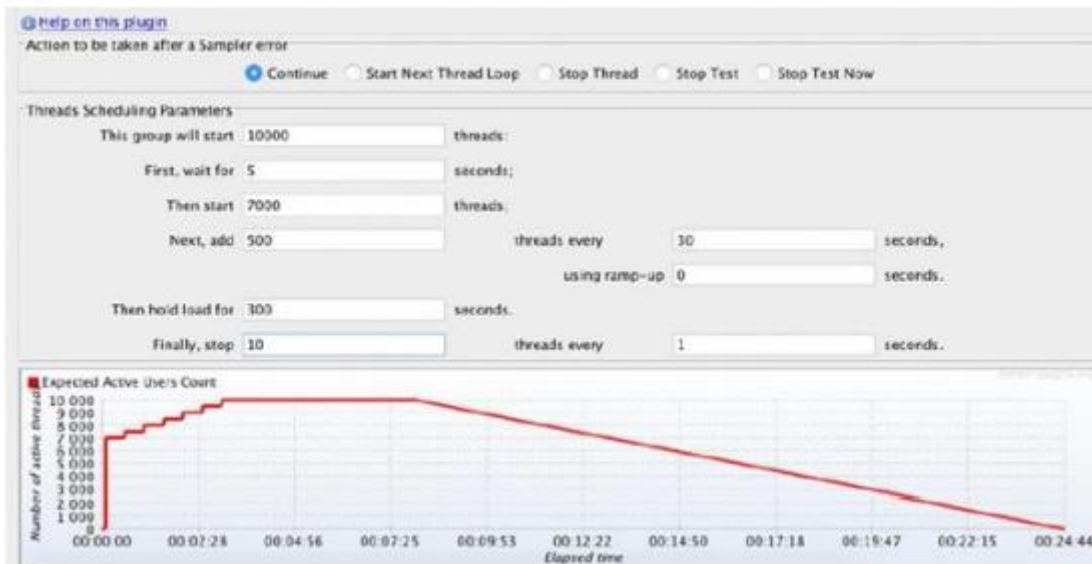 Help on this plugin
Action to be taken after a Sampler error
Continue Start Next Thread Loop Stop Thread Stop Test Stop Test Now
Threads Scheduling Parameters
This group will start 10000 threads:
First, wait for 5 seconds;
Then start 7000 threads;
Next, add 500 threads every 30 seconds,
using ramp-up 0 seconds.
Then hold load for 300 seconds.
Finally, stop 10 threads every 1 seconds.
Expected Active Users Count
Number of active threads
10 000
9 000
8 000
7 000
6 000
5 000
4 000
3 000
2 000
1 000
0
00:00:00 00:02:28 00:04:56 00:07:25 00:09:53 00:12:22 00:14:50 00:17:18 00:19:47 00:22:15 00:24:44
Elapsed time